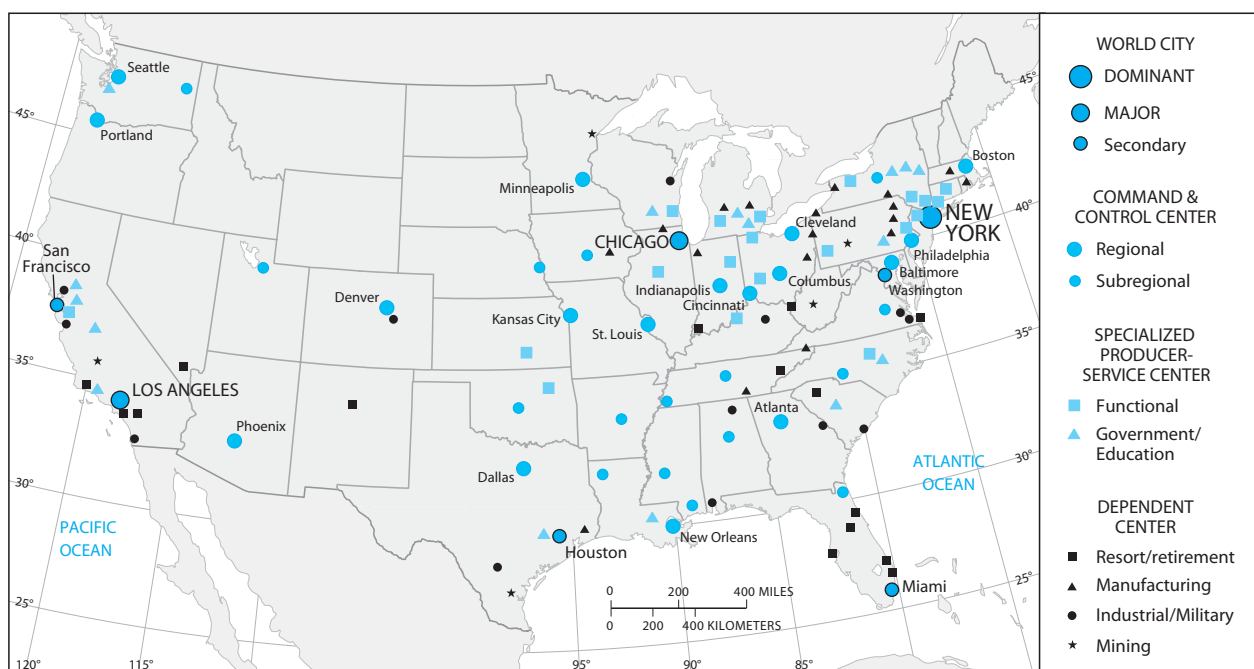 Seattle
Portland
45°
40°
35°
30°
25°
San
Francisco
LOS ANGELES
Phoenix
Denver
Minneapolis
Kansas City
St. Louis
Dallas
Houston
New Orleans
CHICAGO
Indianapolis
Cincinnati
Columbus
Cleveland
Boston
NEW
YORK
Philadelphia
Baltimore
Washington
Atlanta
Miami
PACIFIC
OCEAN
ATLANTIC
OCEAN
45°
40°
35°
30°
25°
120°
115°
95°
90°
85°
0 200 400 MILES
0 200 400 KILOMETERS
WORLD CITY
DOMINANT
MAJOR
Secondary
COMMAND &
CONTROL CENTER
Regional
Subregional
SPECIALIZED
PRODUCER-
SERVICE CENTER
Functional
Government/
Education
DEPENDENT
CENTER
Resort/retirement
Manufacturing
Industrial/Military
Mining